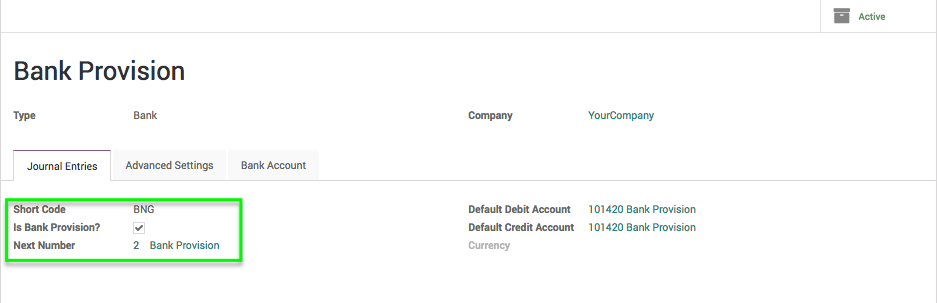 Active
Bank Provision
Type Bank Company YourCompany
Journal Entries Advanced Settings Bank Account
Short Code BNG Default Debit Account 101420 Bank Provision
Is Bank Provision? Default Credit Account 101420 Bank Provision
Next Number 2 Bank Provision Currency